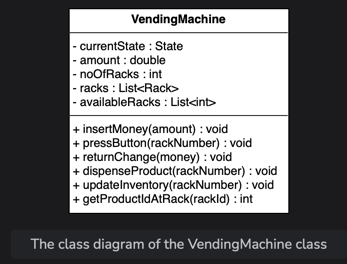 VendingMachine
- currentState : State
- amount : double
- noOfRacks : int
- racks : List<Rack>
- availableRacks : List<int>
+ insertMoney(amount) : void
+ pressButton(rackNumber) : void
+ returnChange(money) : void
+ dispenseProduct(rackNumber) : void
+ updateInventory(rackNumber) : void
+ getProductIdAtRack(rackId) : int
The class diagram of the VendingMachine class